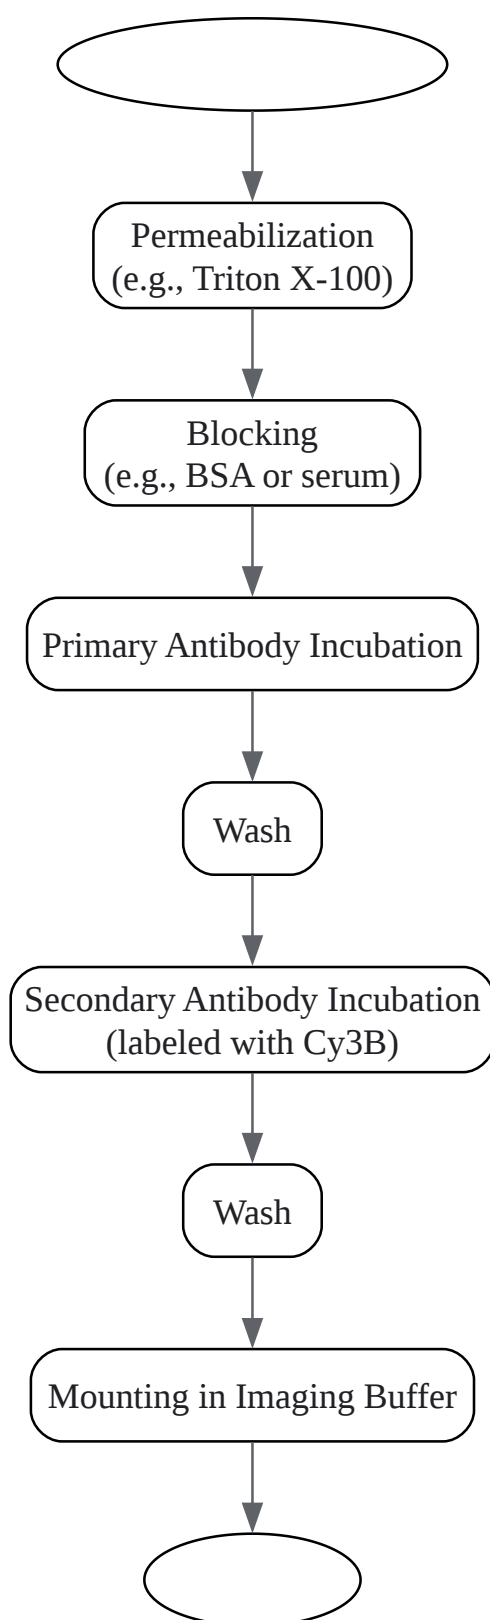 Permeabilization
(e.g., Triton X-100)
Blocking
(e.g., BSA or serum)
Primary Antibody Incubation
Wash
Secondary Antibody Incubation
(labeled with Cy3B)
Wash
Mounting in Imaging Buffer